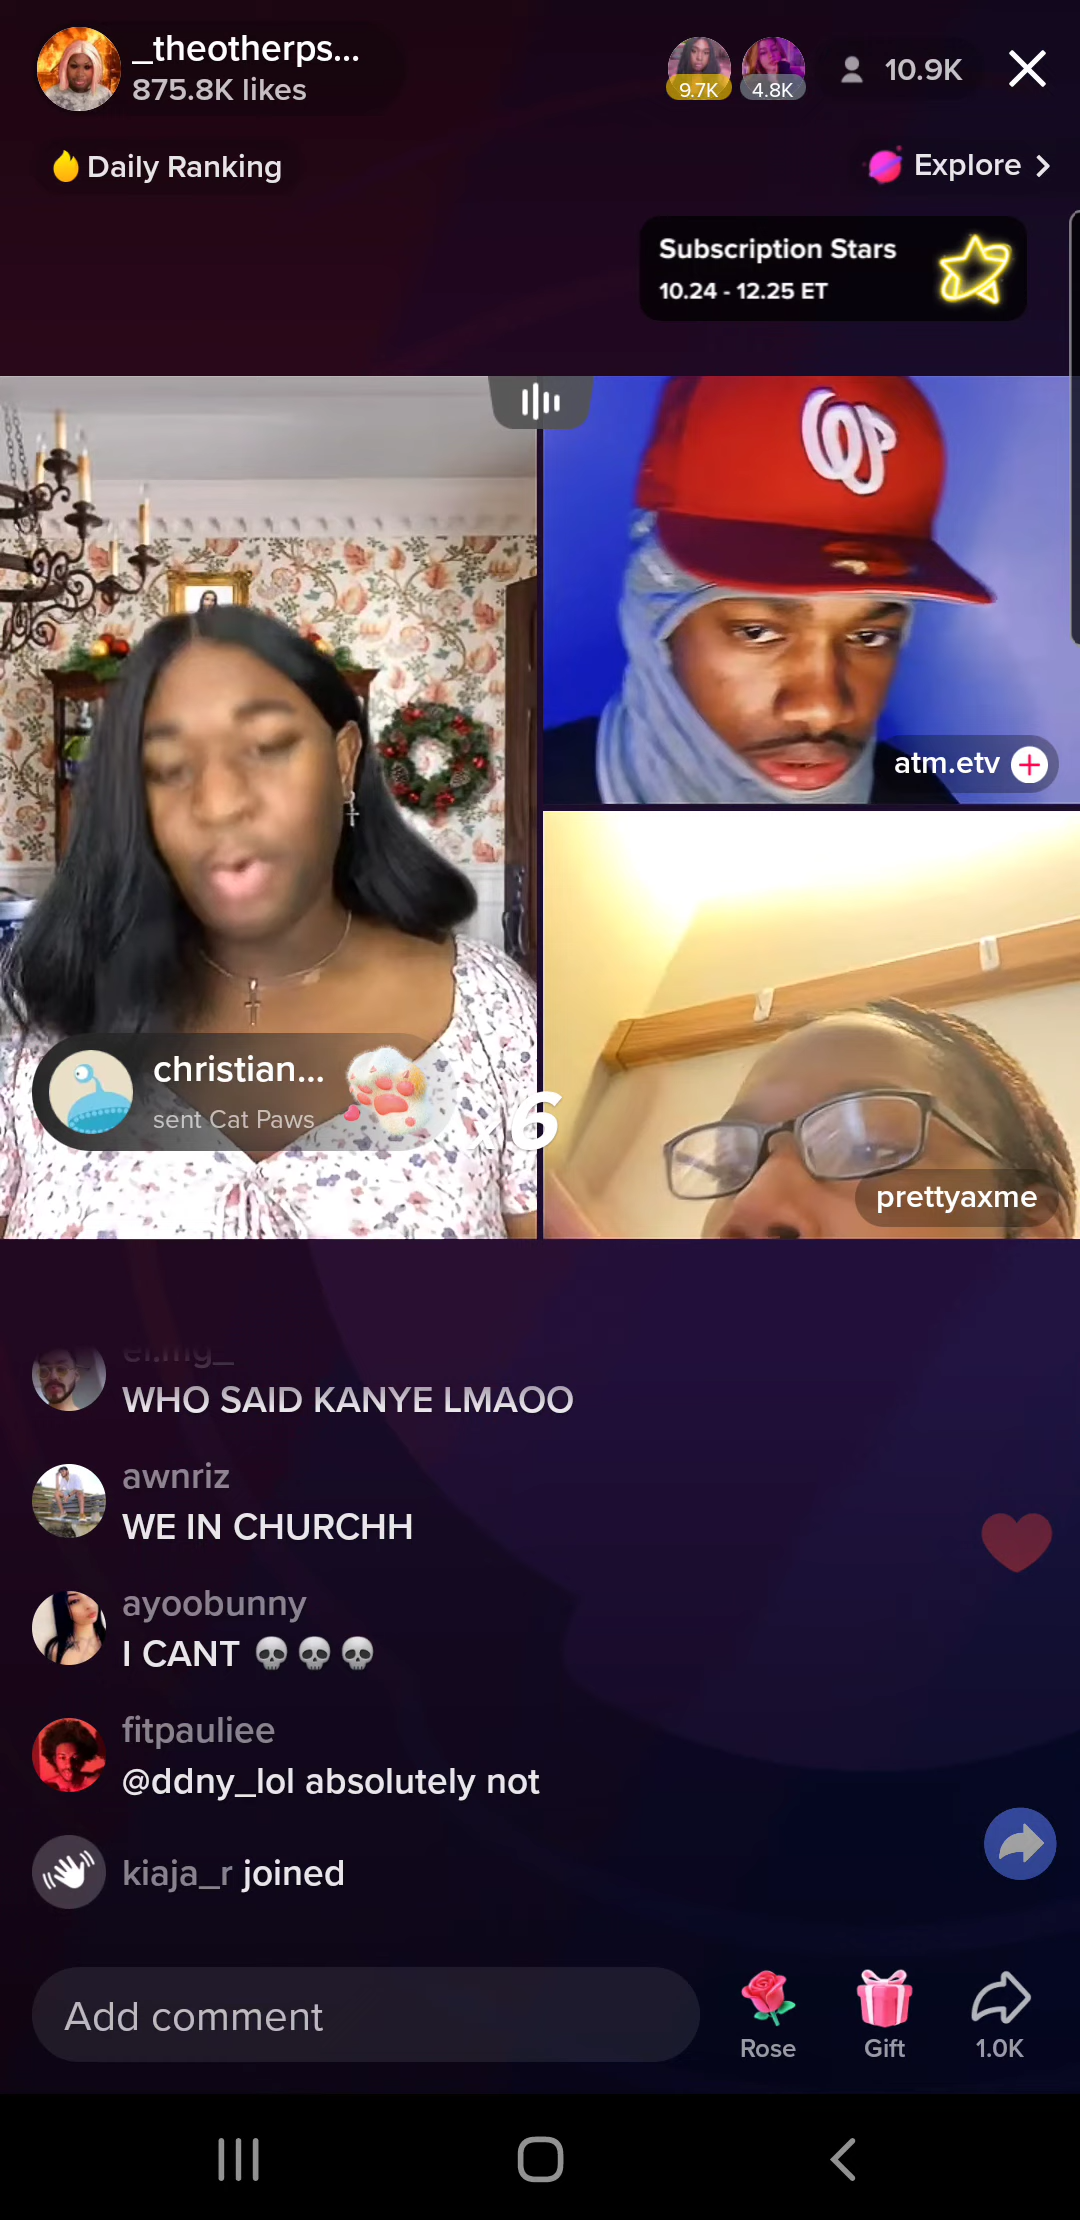 _theotherps...
875.8K likes
9.7K
4.8K
10.9K
Daily Ranking
Explore
Subscription Stars
10.24 - 12.25 ET
atm.etv
christian...
sent Cat Paws
x6
prettyaxme
el.mg_
WHO SAID KANYE LMAOO
awnriz
WE IN CHURCHH
ayoobunny
I CANT 💀💀💀
fitpauliee
@ddny_lol absolutely not
kiaja_r joined
Add comment
Rose
Gift
1.0K